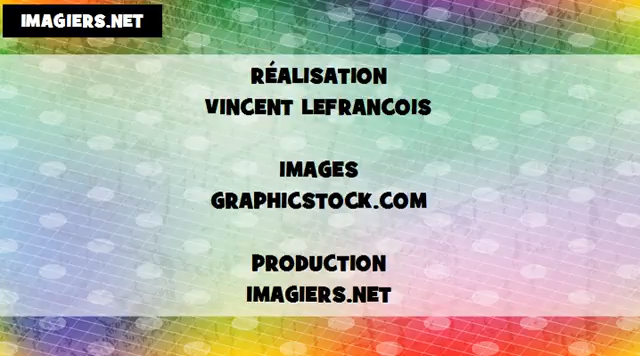 IMAGIERS.NET
RÉALISATION
VINCENT LEFRANCOIS
IMAGES
GRAPHICSTOCK.COM
PRODUCTION
IMAGIERS.NET